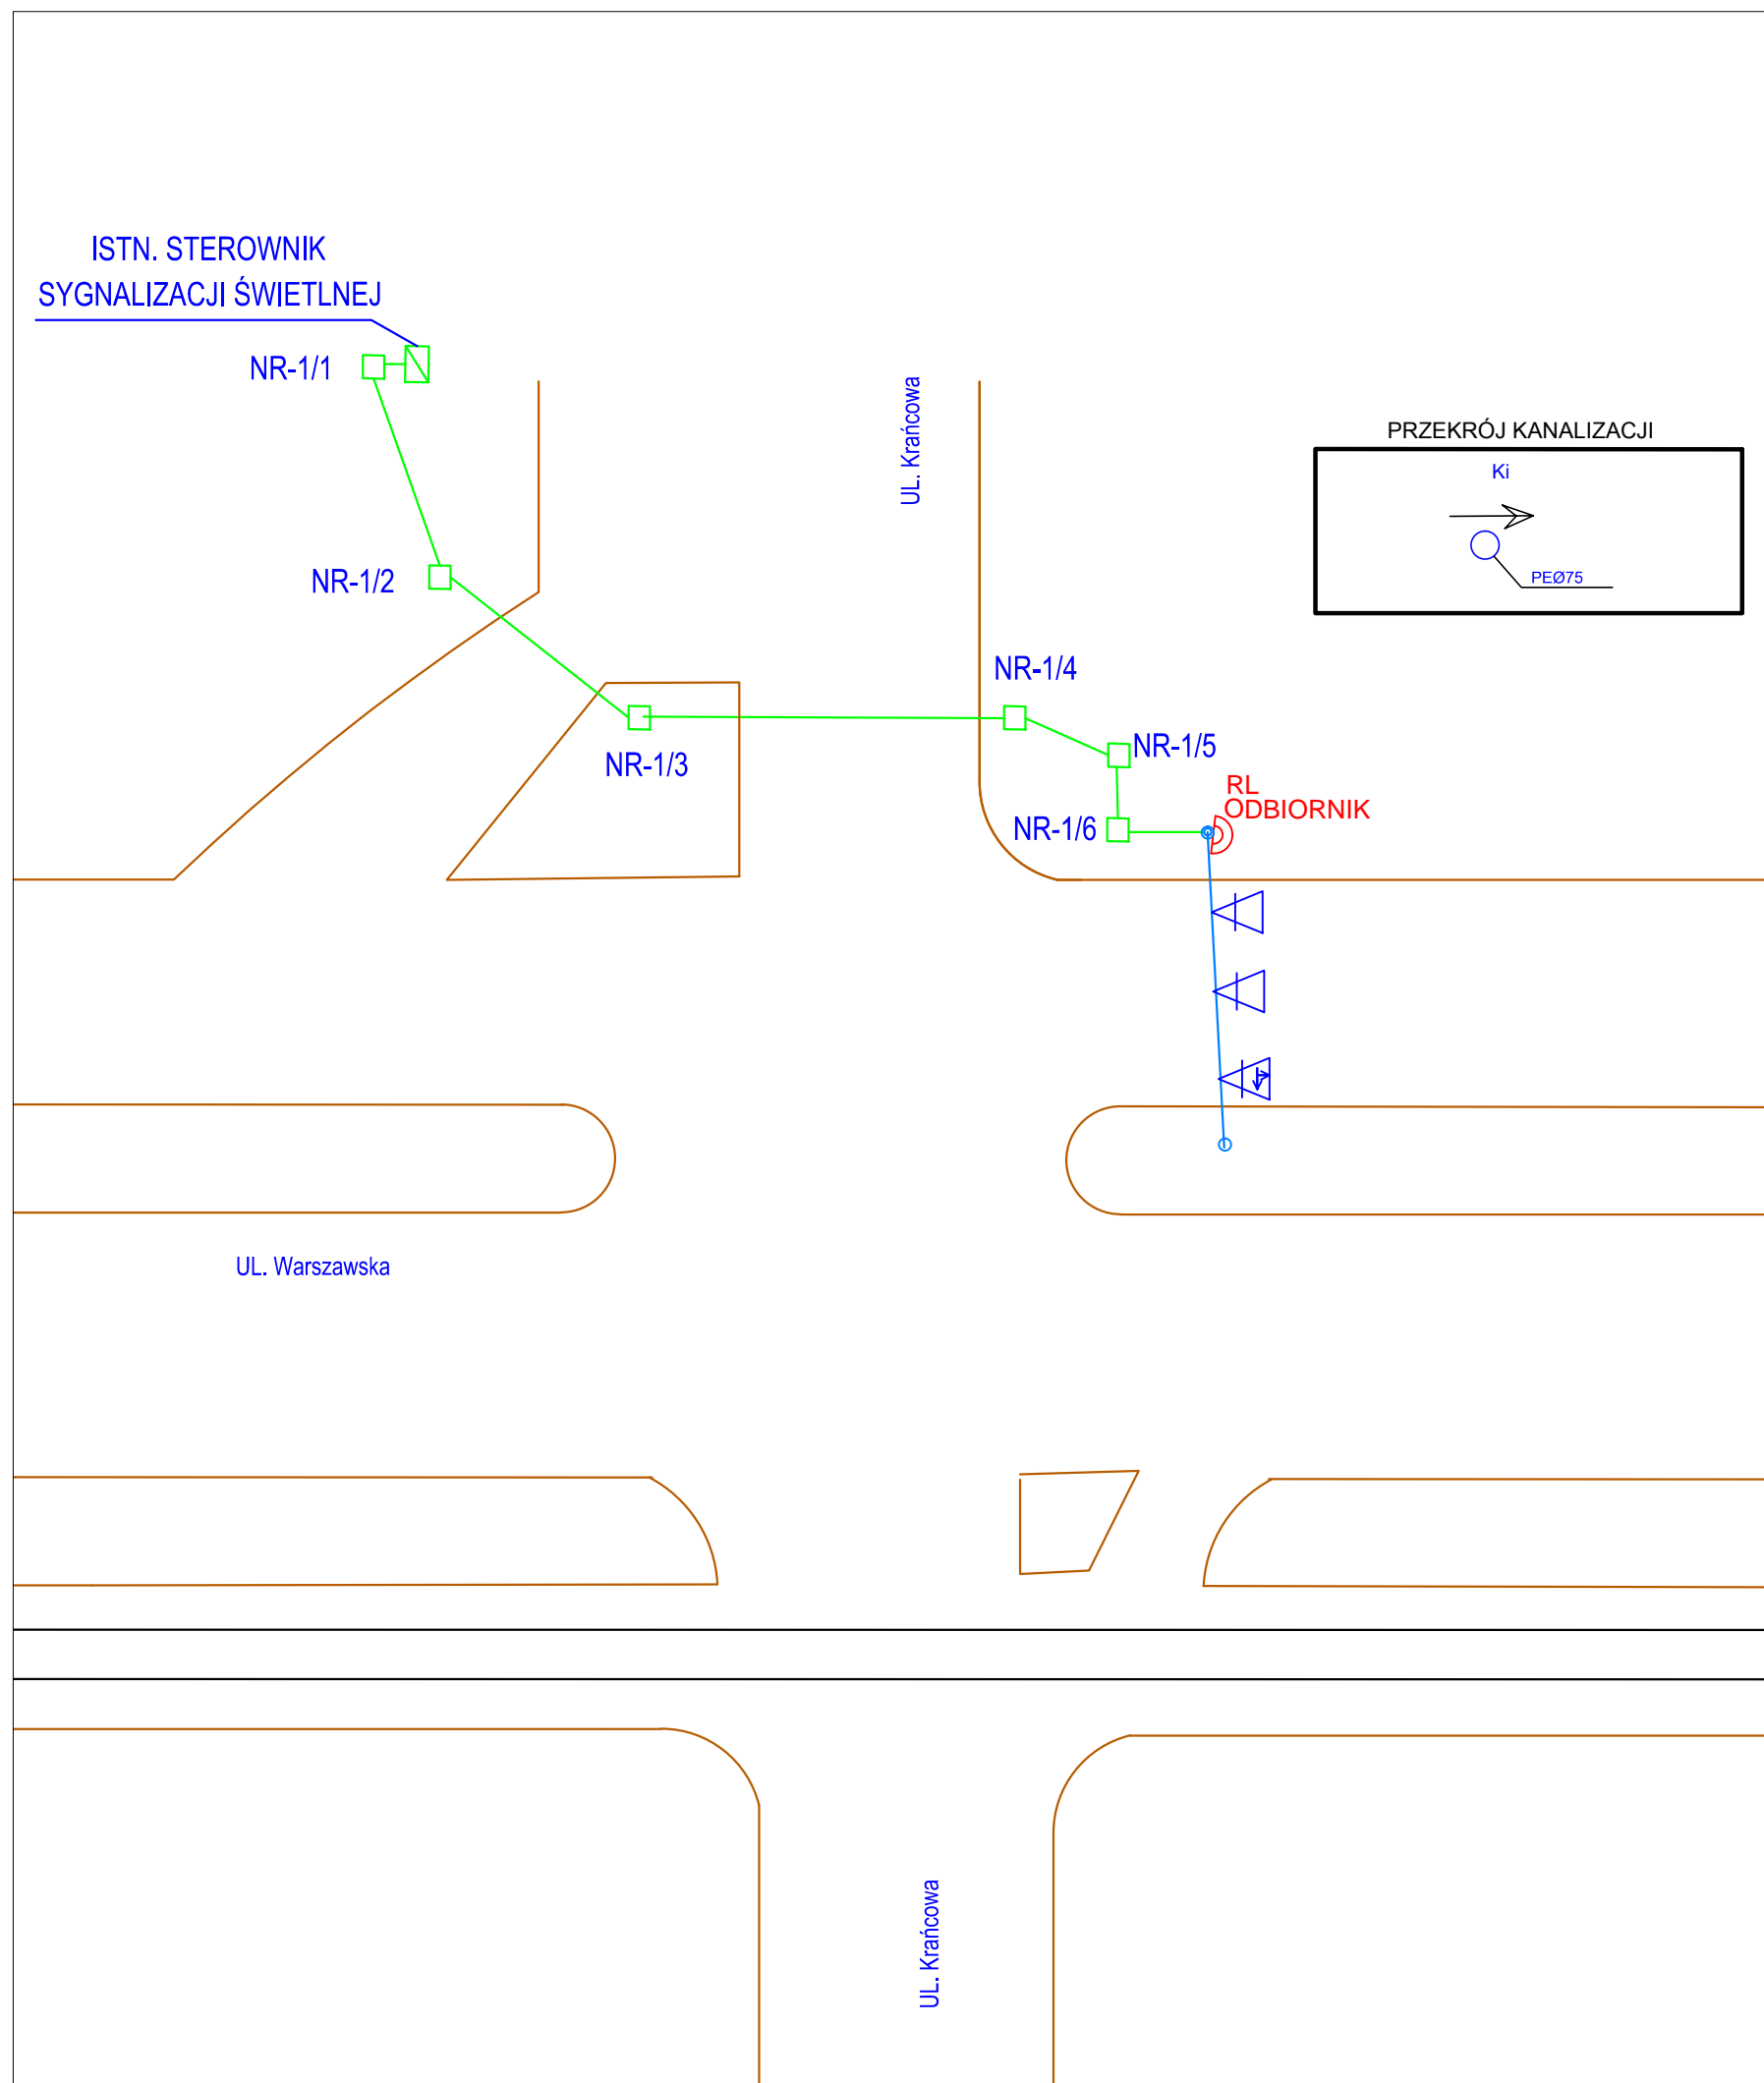 ISTN. STEROWNIK
SYGNALIZACJI ŚWIETLNEJ
NR-1/1
UL. Krańcowa
PRZEKRÓJ KANALIZACJI
Ki
PEØ75
NR-1/2
NR-1/4
NR-1/5
NR-1/3
RL
ODBIORNIK
NR-1/6
UL. Warszawska
UL. Krańcowa